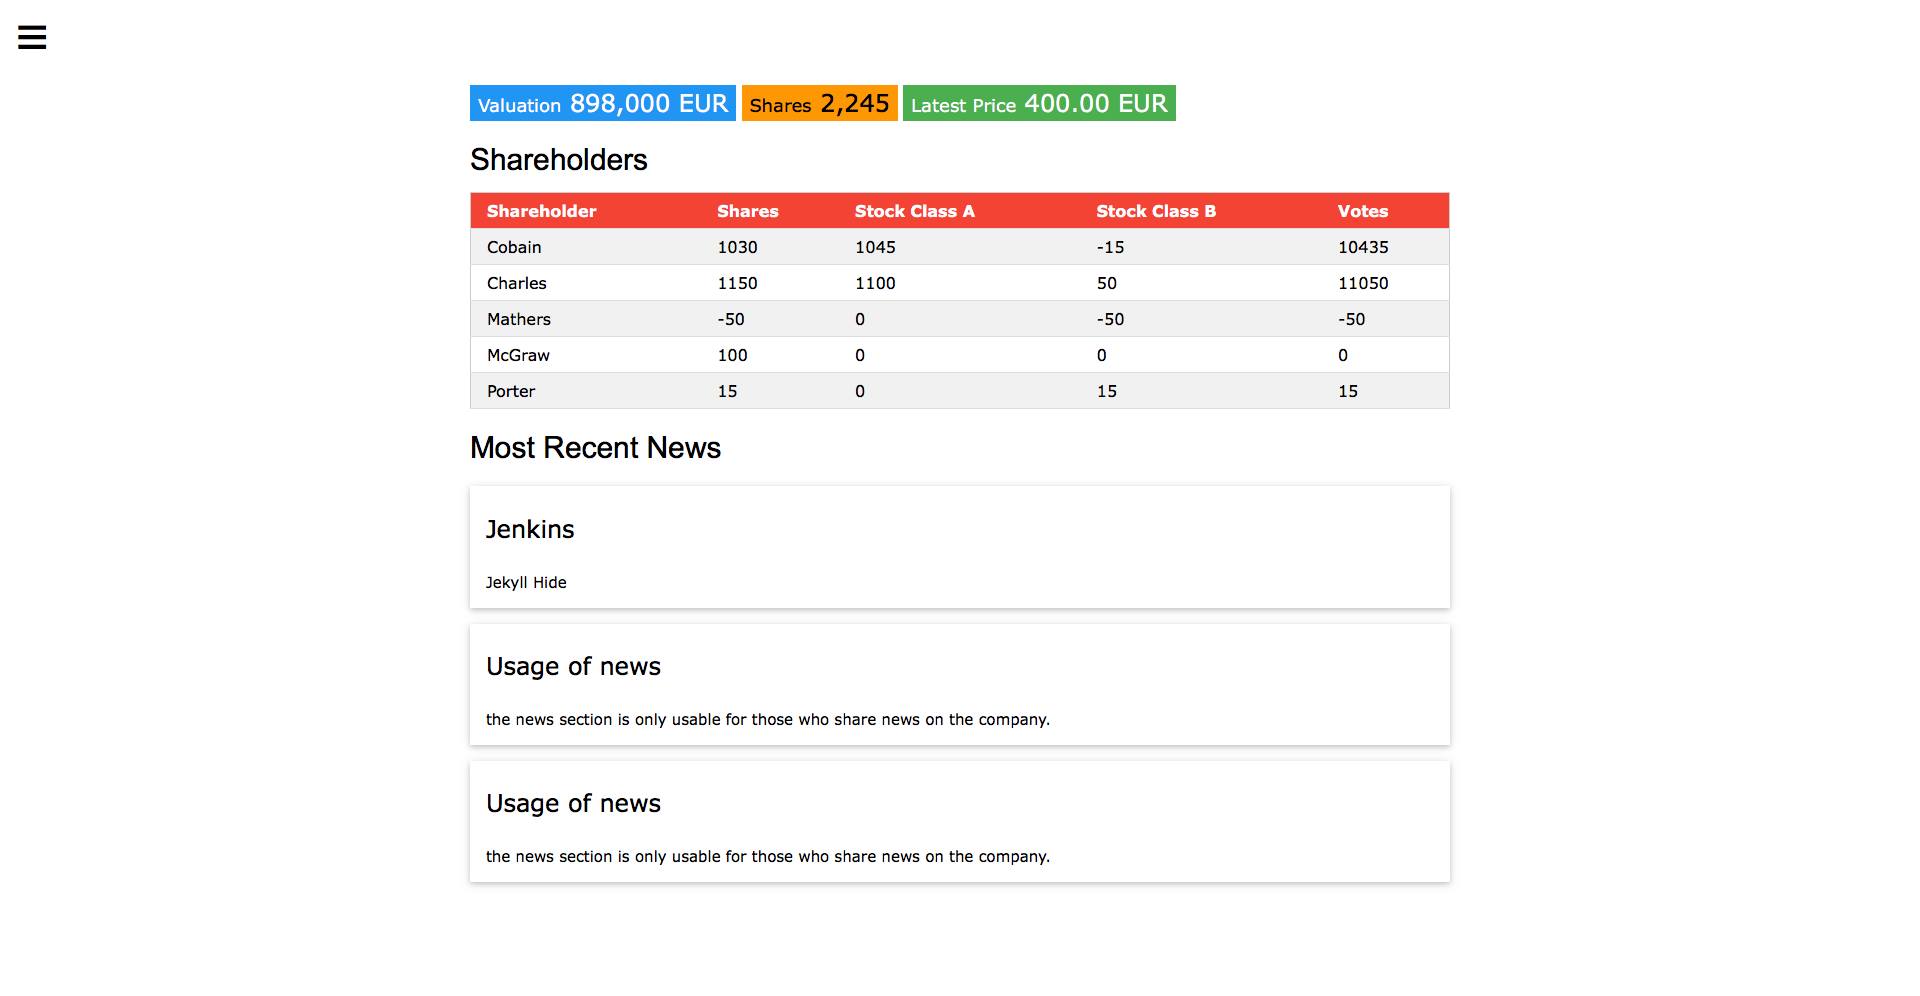 Valuation 898,000 EUR Shares 2,245 Latest Price 400.00 EUR
Shareholders
Shareholder Shares Stock Class A Stock Class B Votes
Cobain 1030 1045 -15 10435
Charles 1150 1100 50 11050
Mathers -50 0 -50 -50
McGraw 100 0 0 0
Porter 15 0 15 15
Most Recent News
Jenkins
Jekyll Hide
Usage of news
the news section is only usable for those who share news on the company.
Usage of news
the news section is only usable for those who share news on the company.